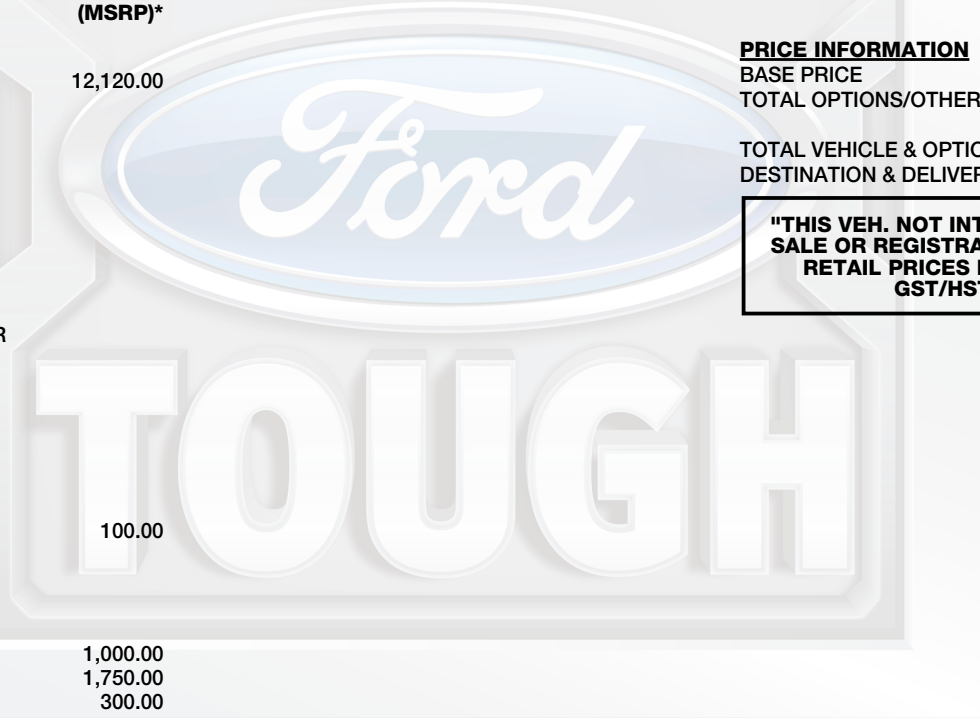 (MSRP)*
12,120.00
R
100.00
1,000.00
1,750.00
300.00
Ford
TOUGH
PRICE INFORMATION
BASE PRICE
TOTAL OPTIONS/OTHER
TOTAL VEHICLE & OPTIO
DESTINATION & DELIVER
"THIS VEH. NOT INT
SALE OR REGISTRA
RETAIL PRICES
GST/HST